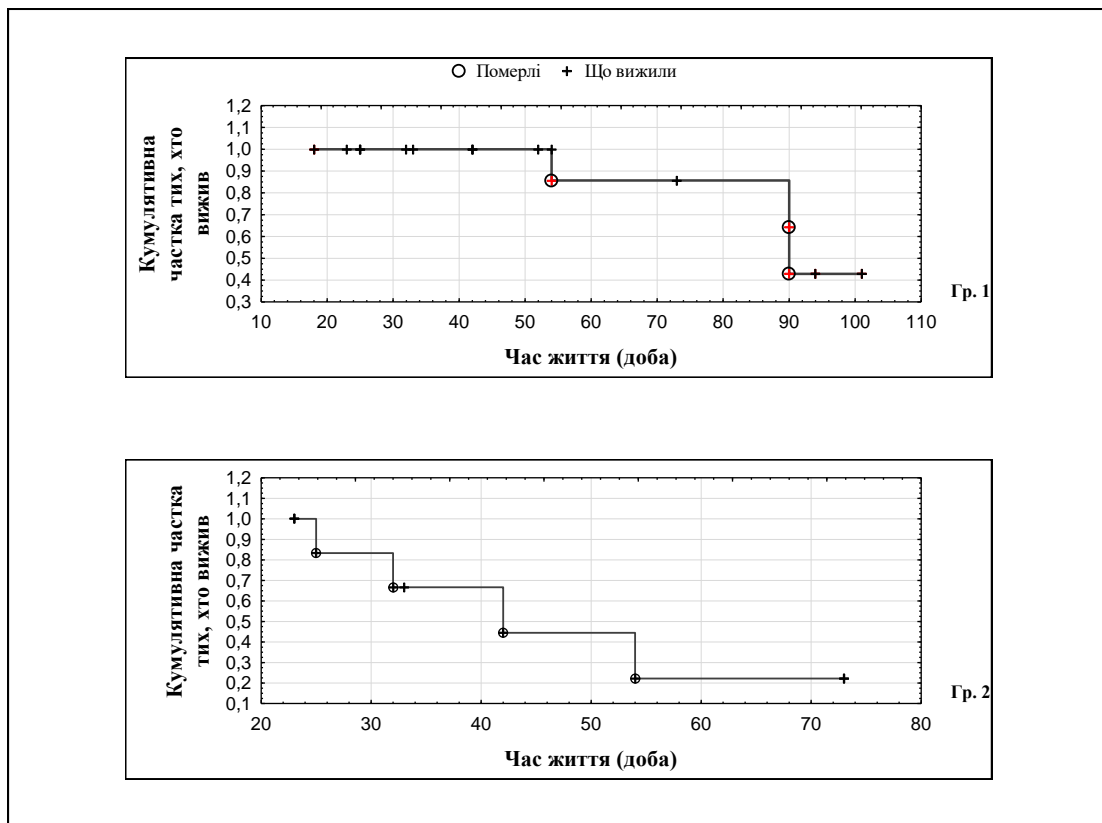 Померлі Що вижили
Кумулятивна
частка тих, хто
вижив
1,2
1,1
1,0
0,9
0,8
0,7
0,6
0,5
0,4
0,3
10 20 30 40 50 60 70 80 90 100 110
Час життя (доба)
Гр. 1
Кумулятивна частка
тих, хто вижив
1,2
1,1
1,0
0,9
0,8
0,7
0,6
0,5
0,4
0,3
0,2
0,1
20 30 40 50 60 70 80
Час життя (доба)
Гр. 2